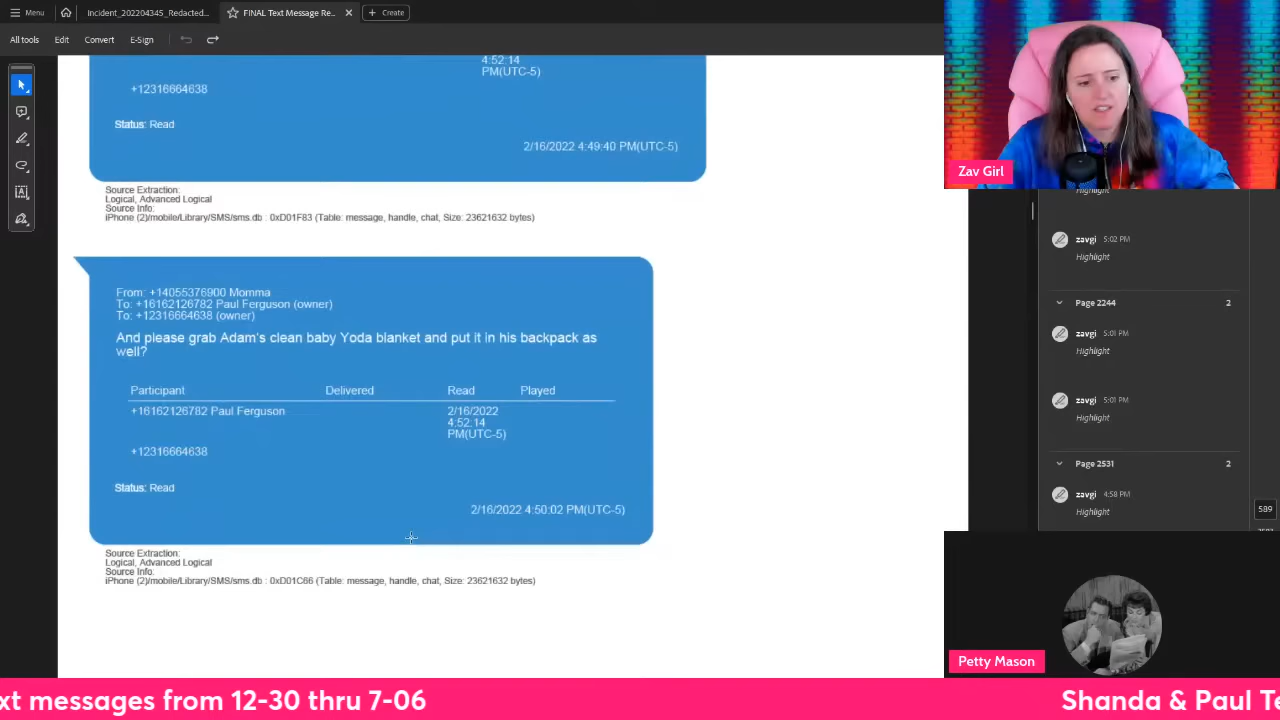 Menu
Incident_202204345_Redacted...
FINAL Text Message Re...
Create
All tools
Edit
Convert
E-Sign
4:52:14
PM(UTC-5)
+12316664638
Status: Read
2/16/2022 4:49:40 PM(UTC-5)
Source Extraction:
Logical, Advanced Logical
Source Info:
iPhone (2)/mobile/Library/SMS/sms.db : 0xD01F83 (Table: message, handle, chat, Size: 23621632 bytes)
From: +14055376900 Momma
To: +16162126782 Paul Ferguson (owner)
To: +12316664638 (owner)
And please grab Adam's clean baby Yoda blanket and put it in his backpack as
well?
Participant Delivered Read Played
+16162126782 Paul Ferguson 2/16/2022
4:52:14
PM(UTC-5)
+12316664638
Status: Read
2/16/2022 4:50:02 PM(UTC-5)
Source Extraction:
Logical, Advanced Logical
Source Info:
iPhone (2)/mobile/Library/SMS/sms.db : 0xD01C66 (Table: message, handle, chat, Size: 23621632 bytes)
Zav Girl
Highlight
zavgi 5:02 PM
Highlight
Page 2244 2
zavgi 5:01 PM
Highlight
zavgi 5:01 PM
Highlight
Page 2531 2
zavgi 4:58 PM
Highlight
589
Petty Mason
xt messages from 12-30 thru 7-06
Shanda & Paul Te